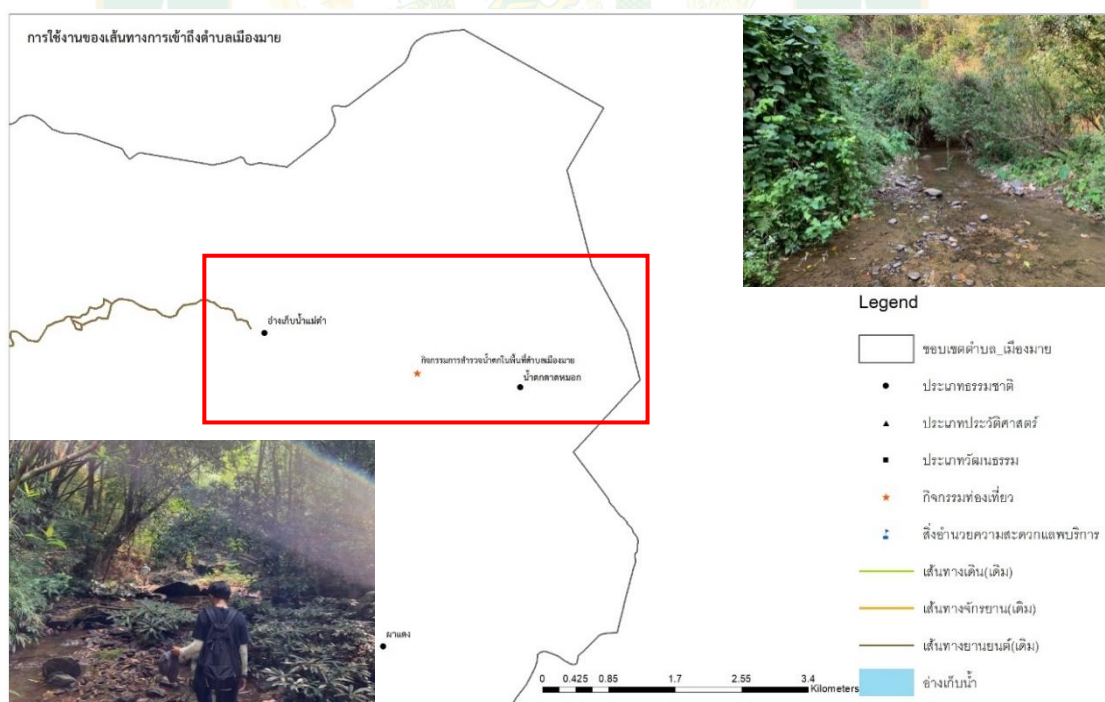 การใช้งานของเส้นทางการเข้าถึงตำบลเมืองมาย
อ่างเก็บน้ำแม่ต๋า
กิจกรรมการสำรวจน้ำตกในพื้นที่ตำบลเมืองมาย
น้ำตกตาดหมอก
ผาแดง
0 0.425 0.85 1.7 2.55 3.4
Kilometers
Legend
ขอบเขตตำบล_เมืองมาย
ประเภทธรรมชาติ
ประเภทประวัติศาสตร์
ประเภทวัฒนธรรม
กิจกรรมท่องเที่ยว
สิ่งอำนวยความสะดวกแลพบริการ
เส้นทางเดิน(เดิม)
เส้นทางจักรยาน(เดิม)
เส้นทางยานยนต์(เดิม)
อ่างเก็บน้ำ